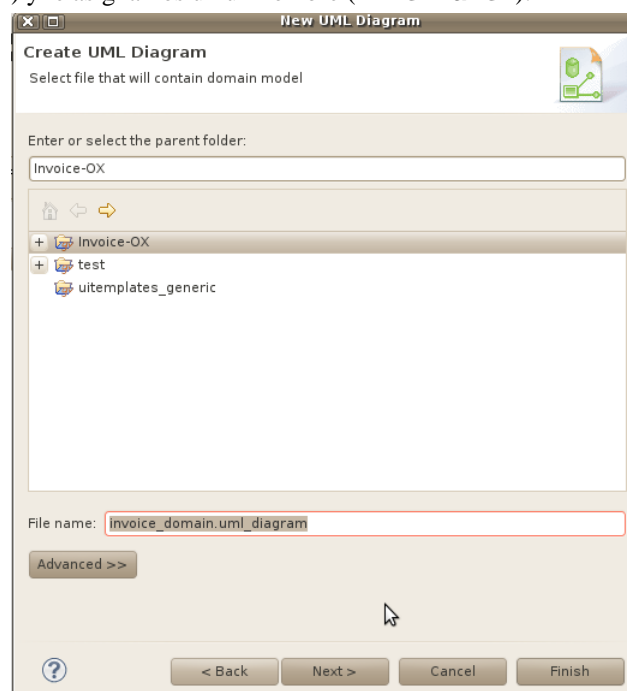 New UML Diagram
Create UML Diagram
Select file that will contain domain model
Enter or select the parent folder:
Invoice-OX
Invoice-OX
test
uitemplates_generic
File name: invoice_domain.uml_diagram
Advanced >>
< Back Next > Cancel Finish